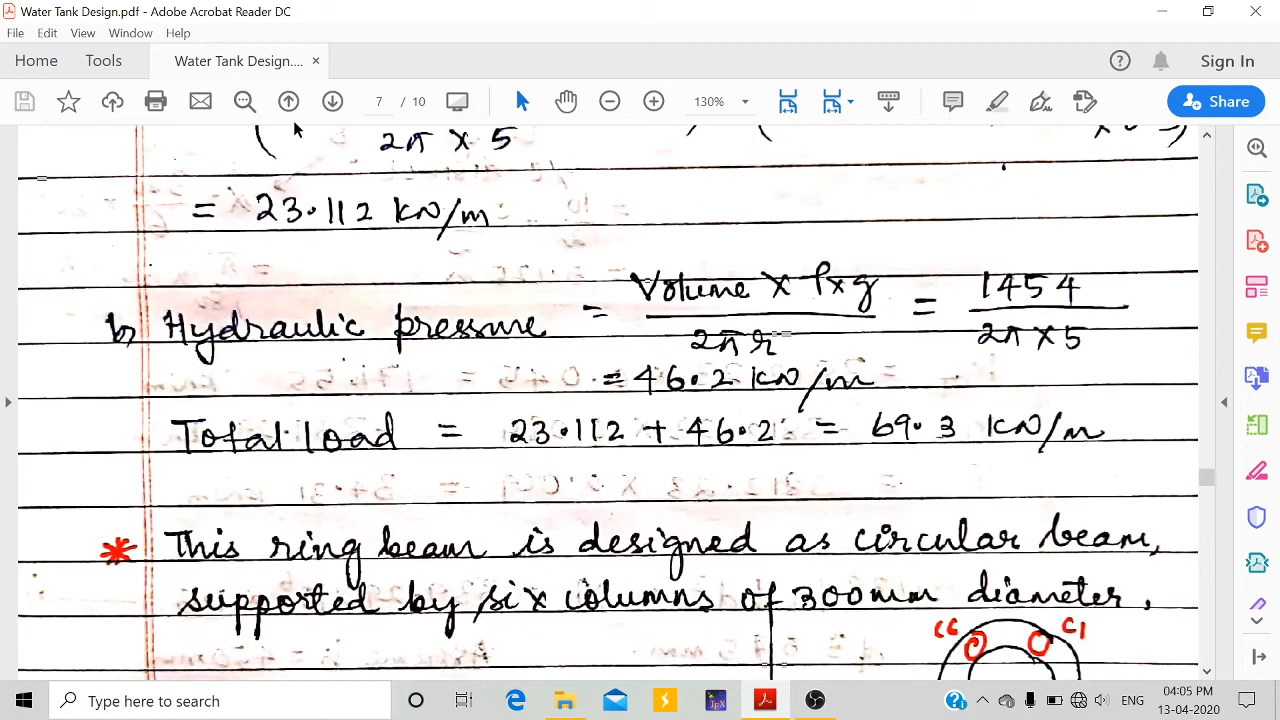 Water Tank Design.pdf - Adobe Acrobat Reader DC
File Edit View Window Help
Home Tools Water Tank Design.... × Sign In
7 / 10 130% Share
2π × 5
= 23.112 kN/m
b) Hydraulic pressure = Volume × ρ×g / 2πr = 1454 / 2π×5
= 46.2 kN/m
Total load = 23.112 + 46.2 = 69.3 kN/m
* This ring beam is designed as circular beam,
supported by six columns of 300mm diameter.
C6 C1
Type here to search ENG 04:05 PM
13-04-2020